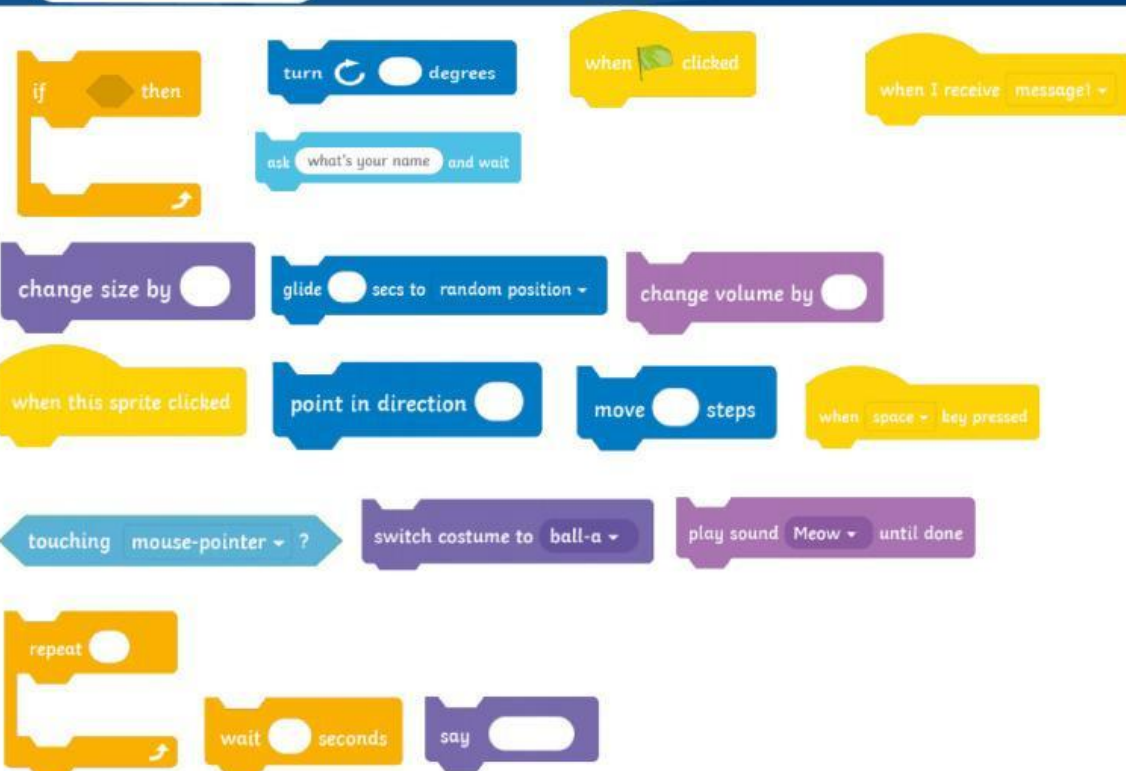 if then
turn degrees
when clicked
when I receive message1
ask what's your name and wait
change size by
glide secs to random position
change volume by
when this sprite clicked
point in direction
move steps
when space key pressed
touching mouse-pointer ?
switch costume to ball-a
play sound Meow until done
repeat
wait seconds
say